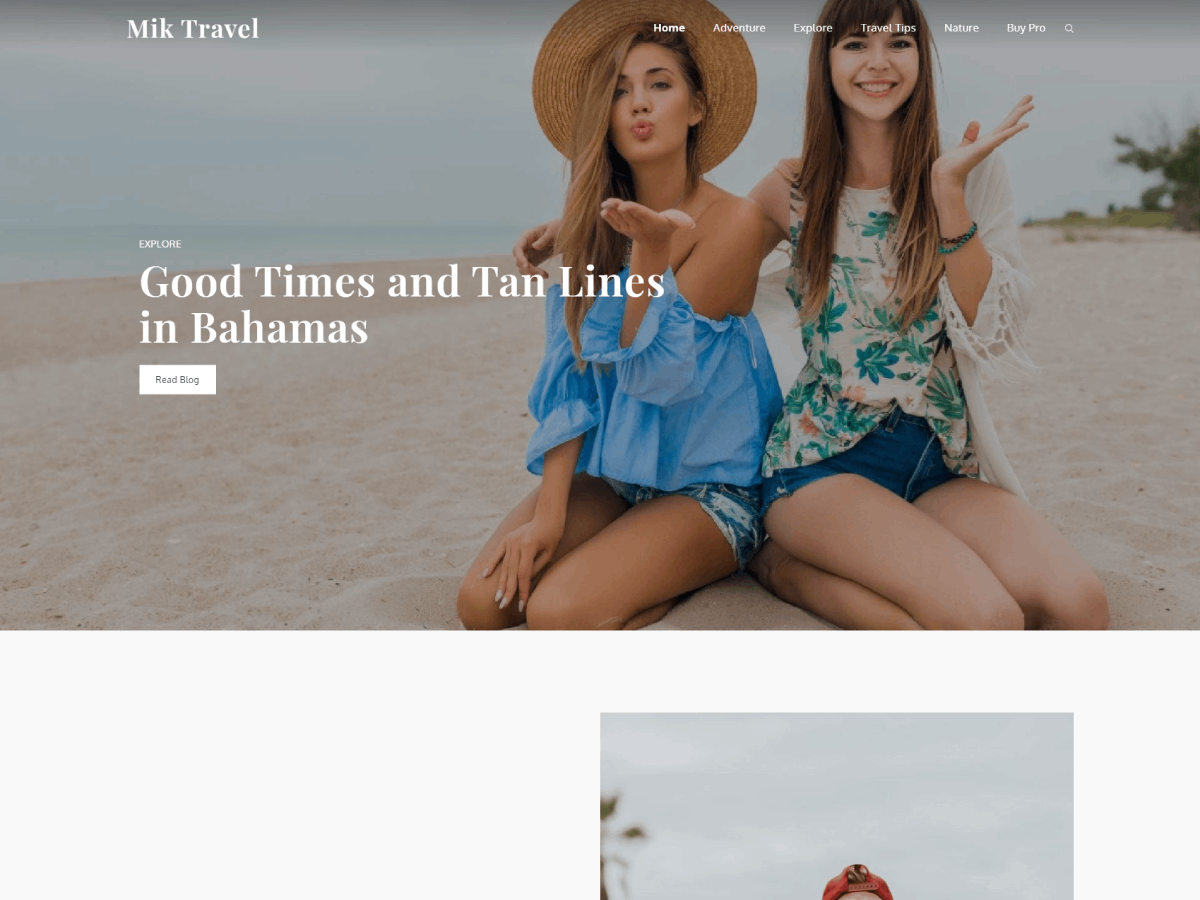 Mik Travel
Home Adventure Explore Travel Tips Nature Buy Pro
EXPLORE
Good Times and Tan Lines
in Bahamas
Read Blog